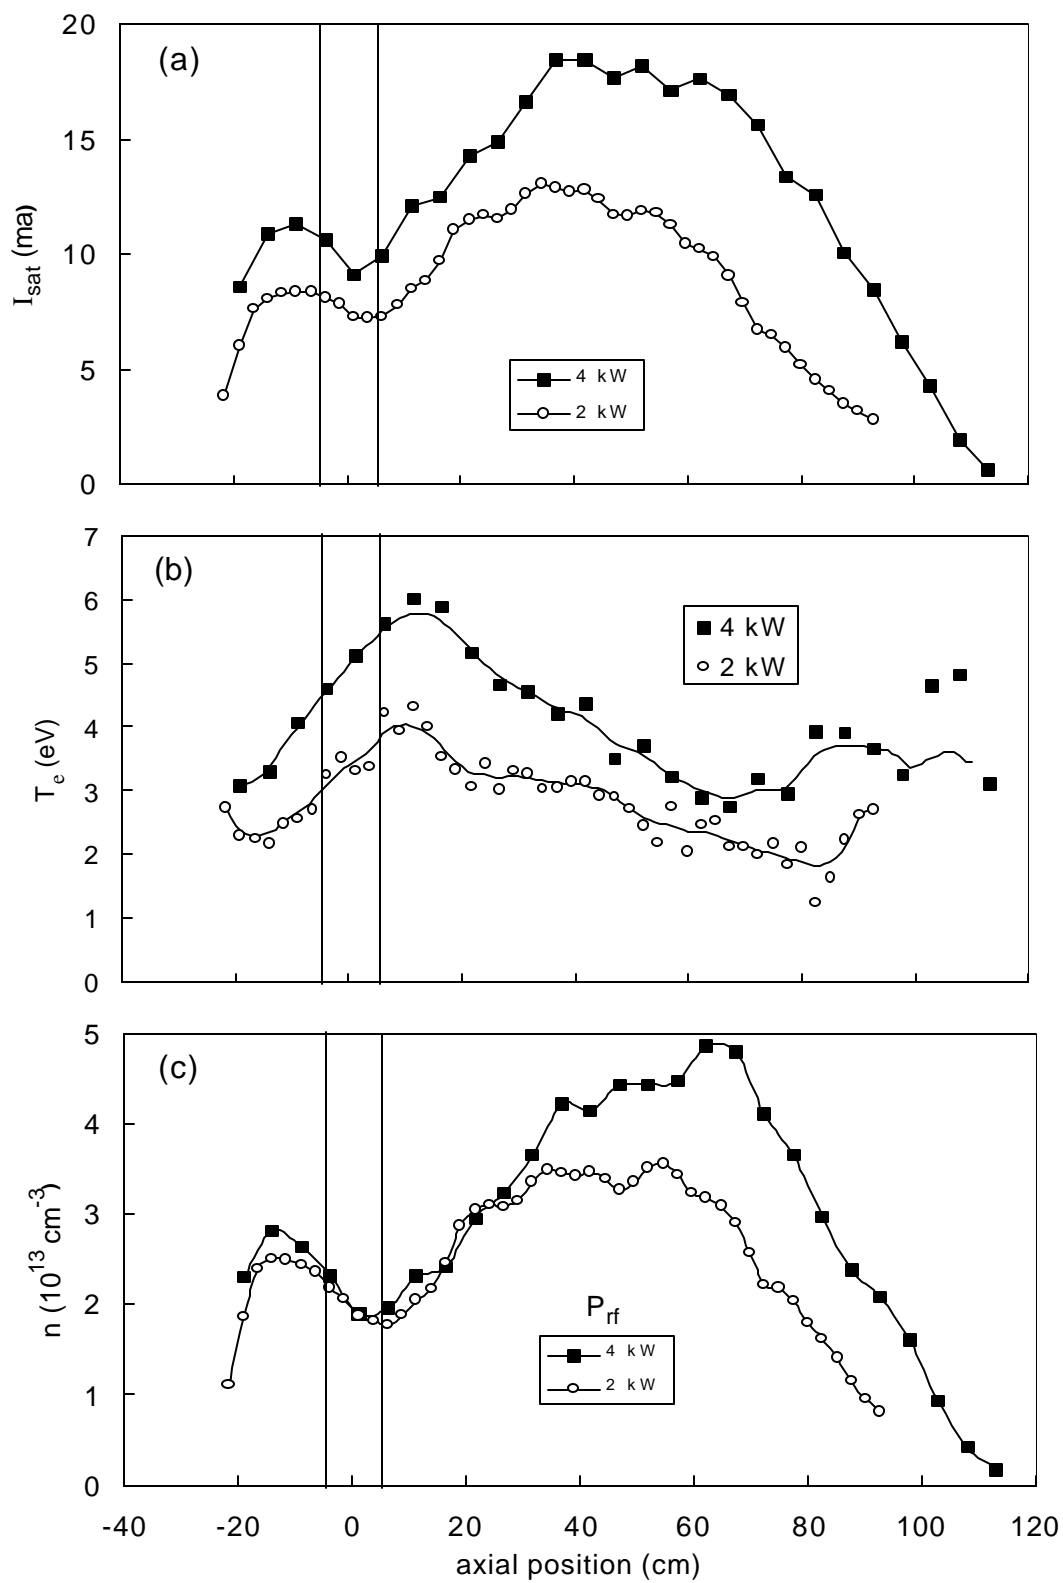 20
(a)
15
10
5
0
I_sat (ma)
4 kW
2 kW
7
(b)
6
5
4
3
2
1
0
T_e (eV)
4 kW
2 kW
5
(c)
4
3
2
1
0
n (10^13 cm^-3)
P_rf
4 kW
2 kW
-40 -20 0 20 40 60 80 100 120
axial position (cm)